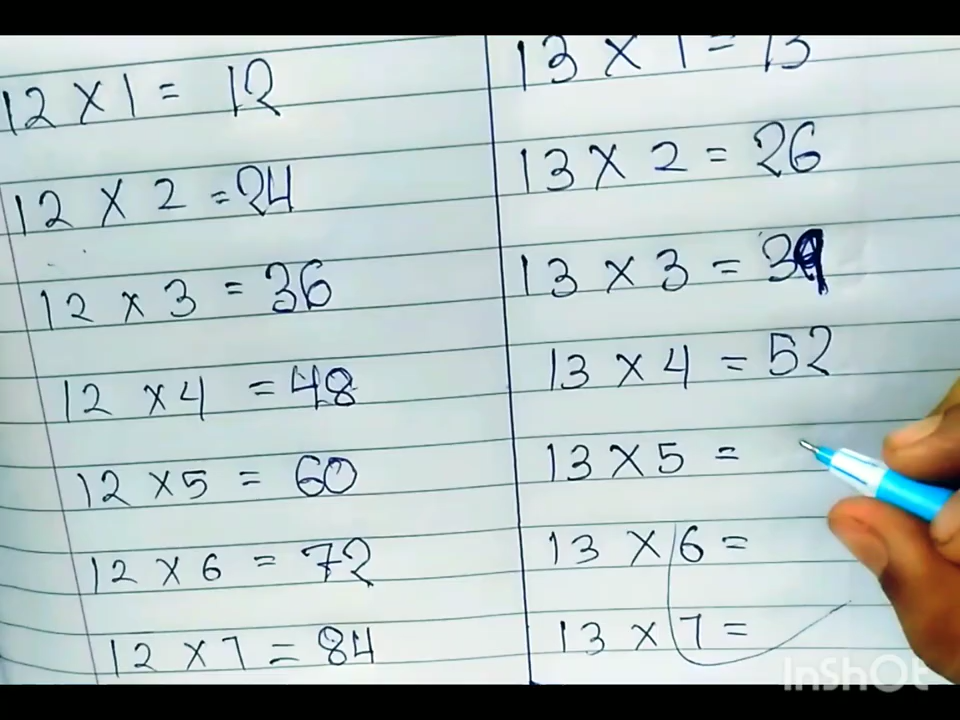 12 X 1 = 12
12 X 2 = 24
12 X 3 = 36
12 X 4 = 48
12 X 5 = 60
12 X 6 = 72
12 X 7 = 84
13 X 1 = 13
13 X 2 = 26
13 X 3 = 39
13 X 4 = 52
13 X 5 =
13 X 6 =
13 X 7 =
InShOt